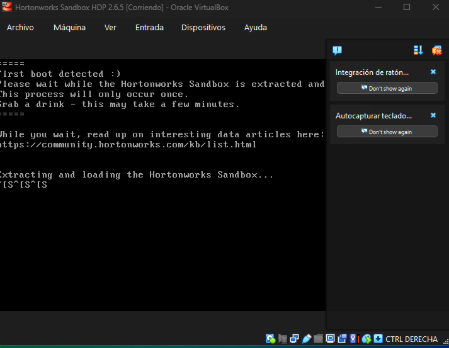 Hortonworks Sandbox HDP 2.6.5 [Corriendo] - Oracle VirtualBox
Archivo Máquina Ver Entrada Dispositivos Ayuda
=====
First boot detected :)
Please wait while the Hortonworks Sandbox is extracted and
This process will only occur once.
Grab a drink - this may take a few minutes.
=====
While you wait, read up on interesting data articles here:
https://community.hortonworks.com/kb/list.html
Extracting and loading the Hortonworks Sandbox...
^[S^[S^[S
Integración de ratón...
Don't show again
Autocapturar teclado...
Don't show again
CTRL DERECHA